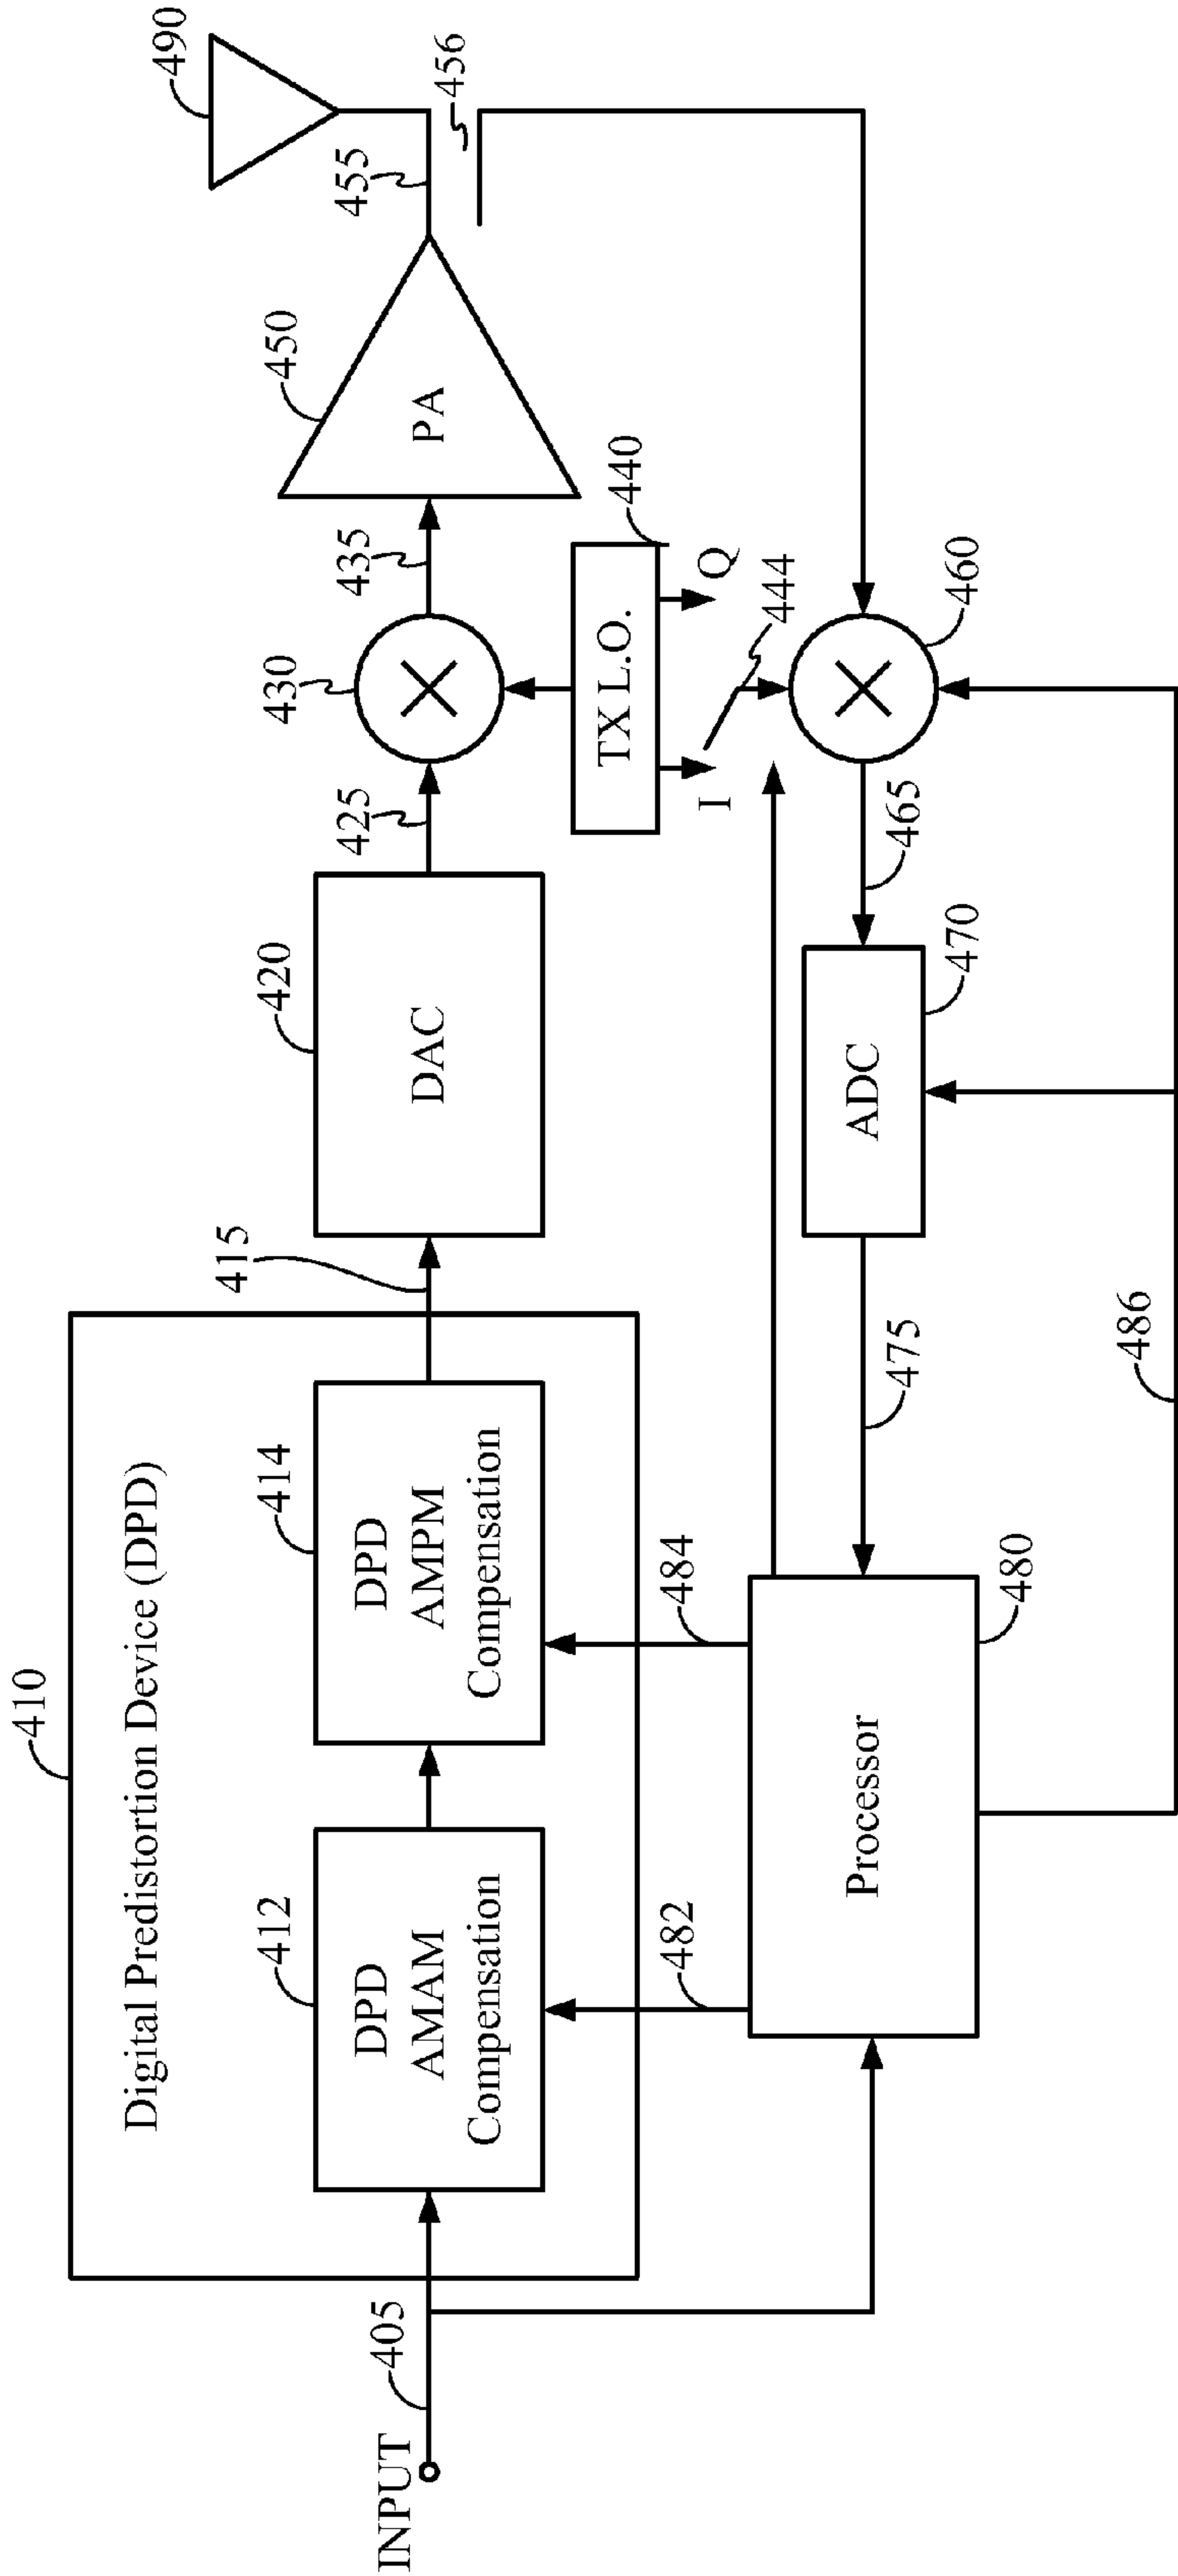 410
Digital Predistortion Device (DPD)
INPUT
405
412
DPD
AMAM
Compensation
414
DPD
AMPM
Compensation
415
420
DAC
425
430
435
450
PA
455
490
456
TX L.O.
440
I
Q
444
482
484
480
Processor
475
470
ADC
465
460
486